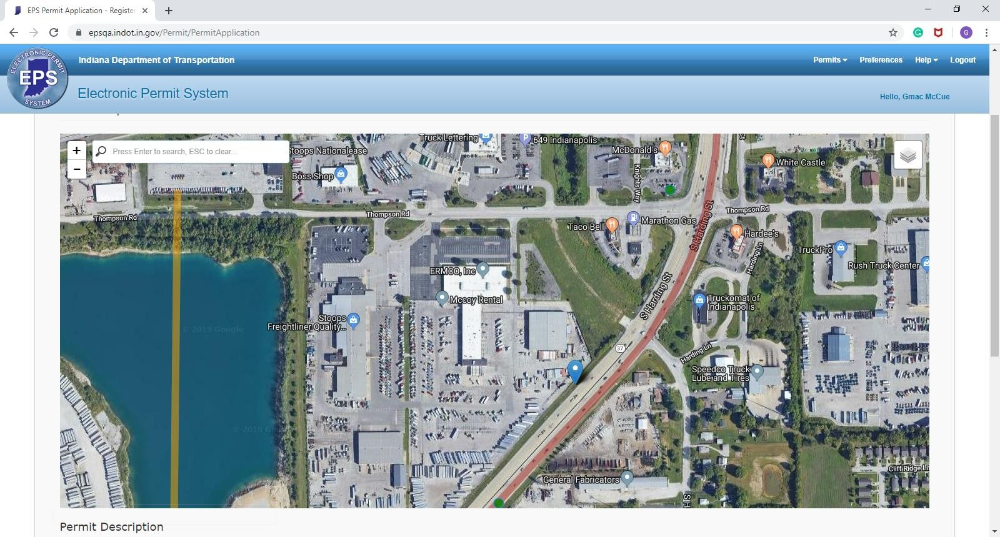 EPS Permit Application - Register
epsqa.indot.in.gov/Permit/PermitApplication
G
ELECTRONIC PERMIT
EPS
SYSTEM
Indiana Department of Transportation
Permits
Preferences
Help
Logout
Electronic Permit System
Hello, Gmac McCue
+
−
Press Enter to search, ESC to clear...
Truck Lettering
P
649 Indianapolis
Stoops Nationalease
McDonald's
Ct
White Castle
Boss Shop
Knights Way
Thompson Rd
Thompson Rd
Thompson Rd
S Harding St
Taco Bell
Marathon Gas
Hardee's
Harding Ln
TruckPro
Rush Truck Center
ERMCO, Inc
Mccoy Rental
S Harding St
Truckomat of
Indianapolis
Stoops
Freightliner-Quality...
© 2019 Google
37
Harding Ln
Speedco Truck
Lube and Tires
Google
© 2019 Go
Cliff Ridge Ln
General Fabricators
S H
Permit Description